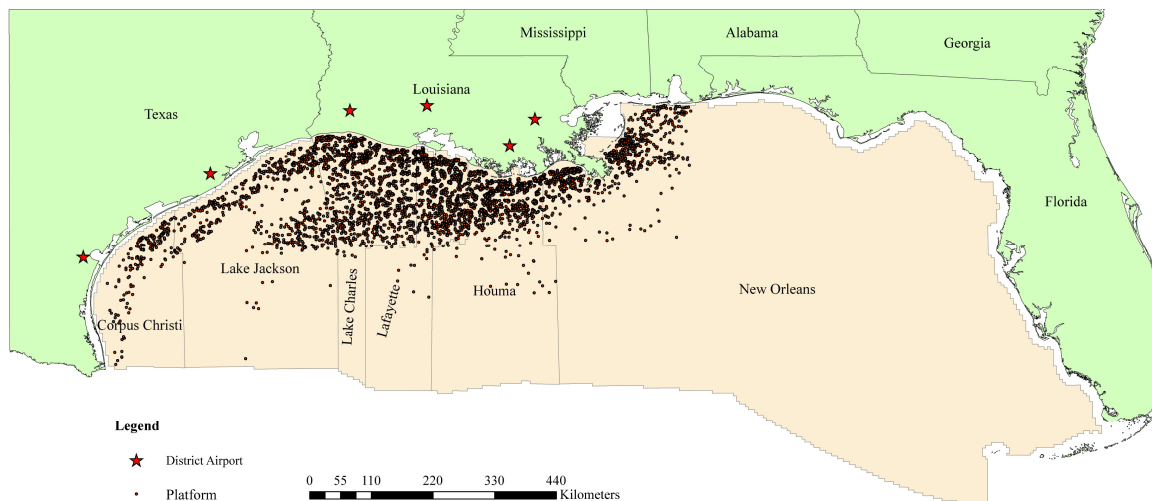 Mississippi
Alabama
Georgia
Texas
Louisiana
Florida
Lake Jackson
Lake Charles
Lafayette
Houma
New Orleans
Corpus Christi
Legend
District Airport
Platform
0 55 110 220 330 440
Kilometers